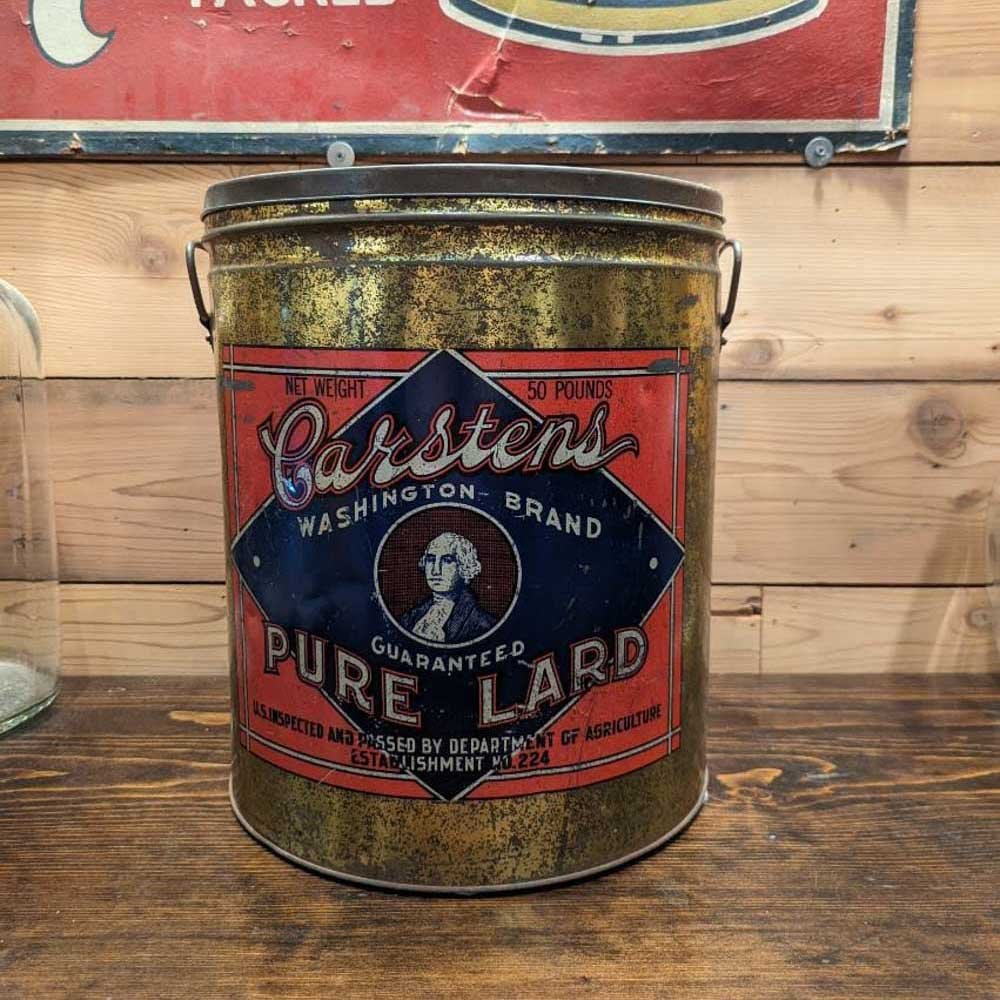 NET WEIGHT 50 POUNDS
Carstens
WASHINGTON BRAND
GUARANTEED
PURE LARD
U.S. INSPECTED AND PASSED BY DEPARTMENT OF AGRICULTURE
ESTABLISHMENT NO. 224